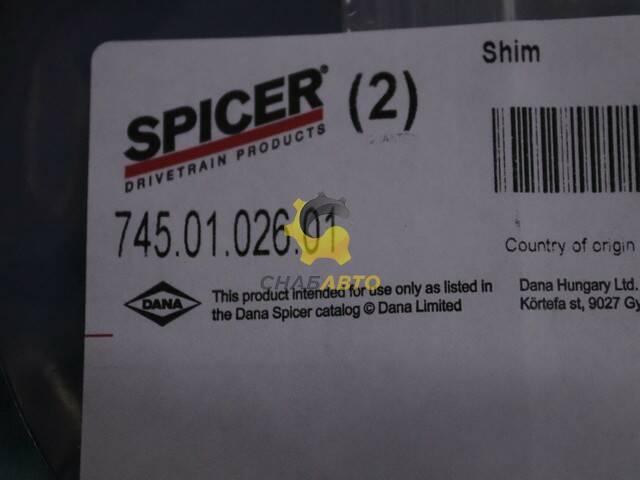 Shim
SPICER® (2)
DRIVETRAIN PRODUCTS
745.01.026.01
СНАБАВТО
Country of origin
DANA
This product intended for use only as listed in
the Dana Spicer catalog © Dana Limited
Dana Hungary Ltd.
Körtefa st, 9027 Gy